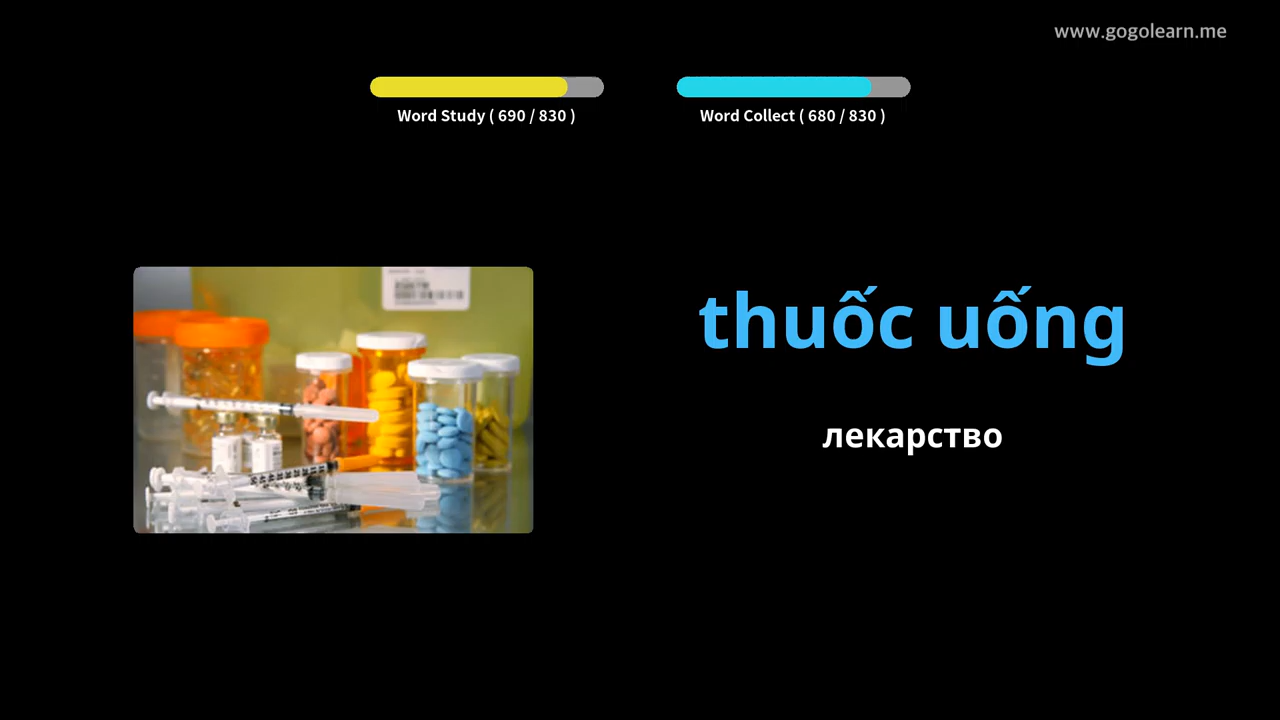 www.gogolearn.me
Word Study ( 690 / 830 )
Word Collect ( 680 / 830 )
thuốc uống
лекарство